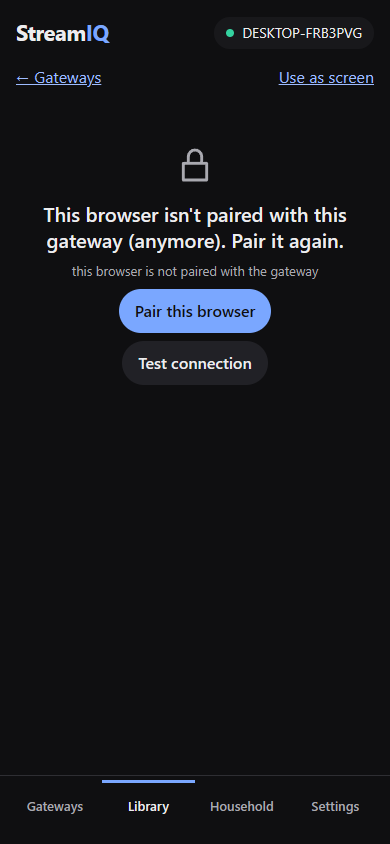 StreamIQ
DESKTOP-FRB3PVG
← Gateways
Use as screen
This browser isn't paired with this
gateway (anymore). Pair it again.
this browser is not paired with the gateway
Pair this browser
Test connection
Gateways
Library
Household
Settings